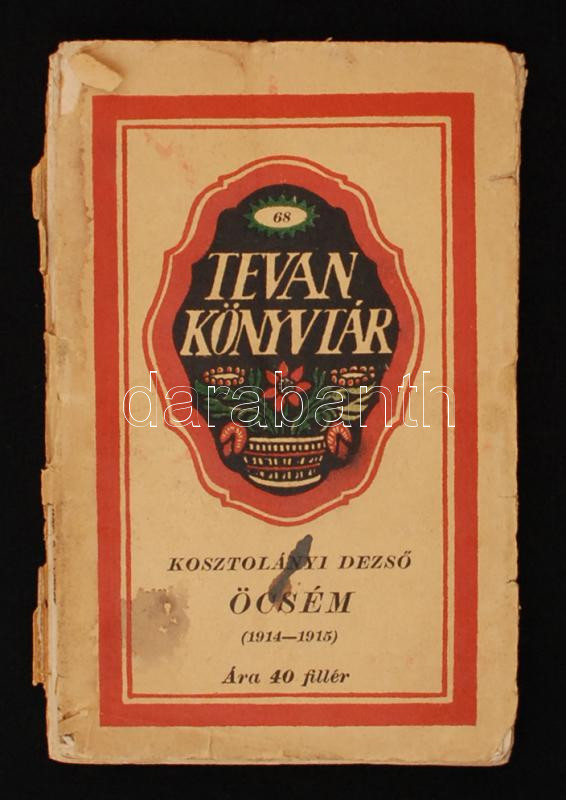 68
TEVAN
KÖNYVTÁR
darabanth
KOSZTOLÁNYI DEZSŐ
ÖCSÉM
(1914—1915)
Ára 40 fillér